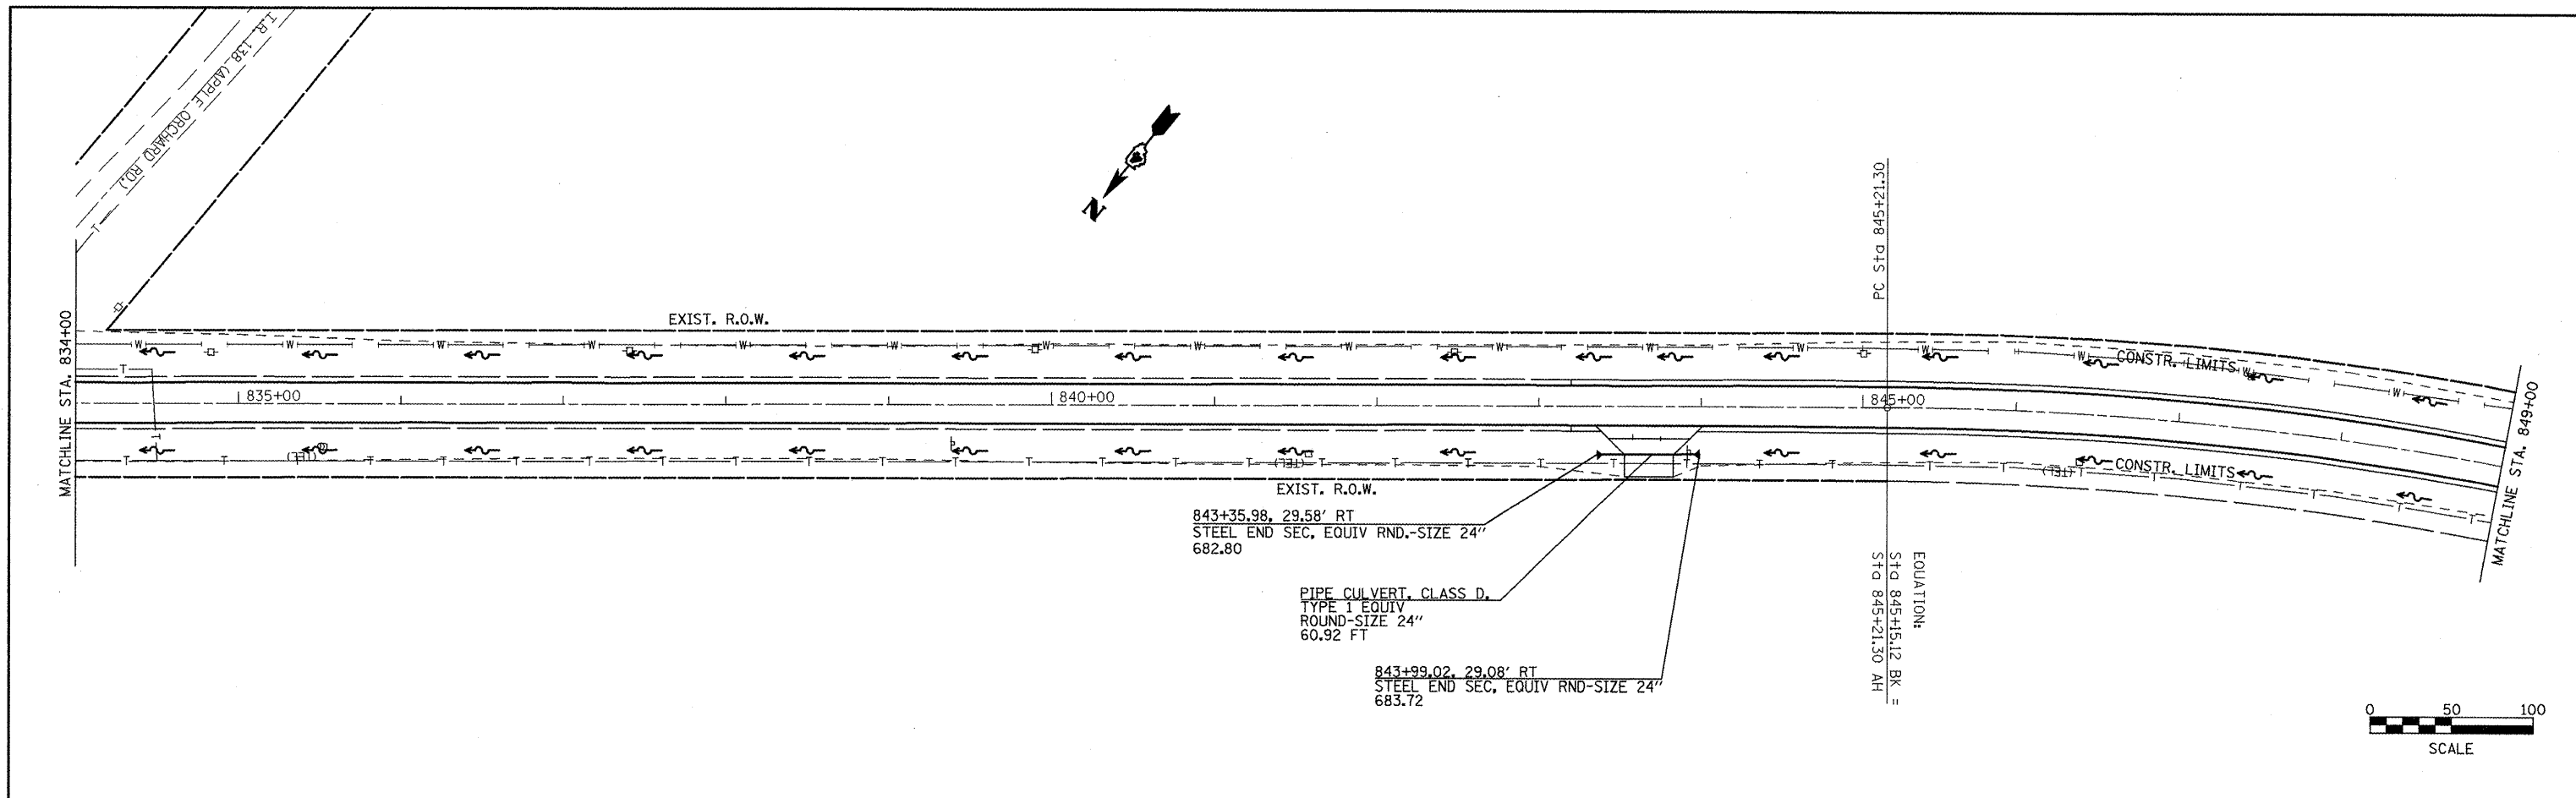 I.R. 138 (APPLE ORCHARD RD.)
N
PC Sta 845+21.30
EXIST. R.O.W.
MATCHLINE STA. 834+00
W W W W W W W W W W W W W W W W
CONSTR. LIMITS
T
835+00
840+00
845+00
MATCHLINE STA. 849+00
(TEL)
(TEL)
(TEL)
CONSTR. LIMITS
EXIST. R.O.W.
843+35.98, 29.58' RT
STEEL END SEC, EQUIV RND.-SIZE 24"
682.80
PIPE CULVERT, CLASS D,
TYPE 1 EQUIV
ROUND-SIZE 24"
60.92 FT
843+99.02, 29.08' RT
STEEL END SEC, EQUIV RND-SIZE 24"
683.72
EQUATION:
Sta 845+15.12 BK =
Sta 845+21.30 AH
0 50 100
SCALE